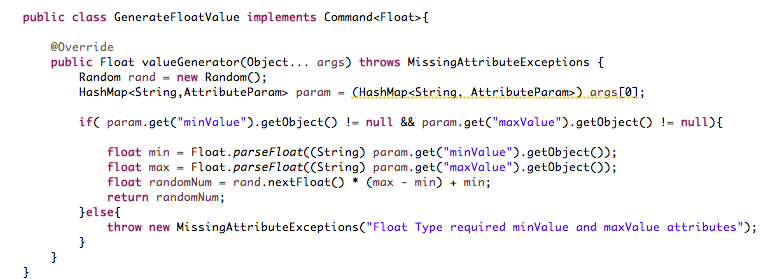 public class GenerateFloatValue implements Command<Float>{
@Override
public Float valueGenerator(Object... args) throws MissingAttributeExceptions {
Random rand = new Random();
HashMap<String,AttributeParam> param = (HashMap<String, AttributeParam>) args[0];
if( param.get("minValue").getObject() != null && param.get("maxValue").getObject() != null){
float min = Float.parseFloat((String) param.get("minValue").getObject());
float max = Float.parseFloat((String) param.get("maxValue").getObject());
float randomNum = rand.nextFloat() * (max - min) + min;
return randomNum;
}else{
throw new MissingAttributeExceptions("Float Type required minValue and maxValue attributes");
}
}
}